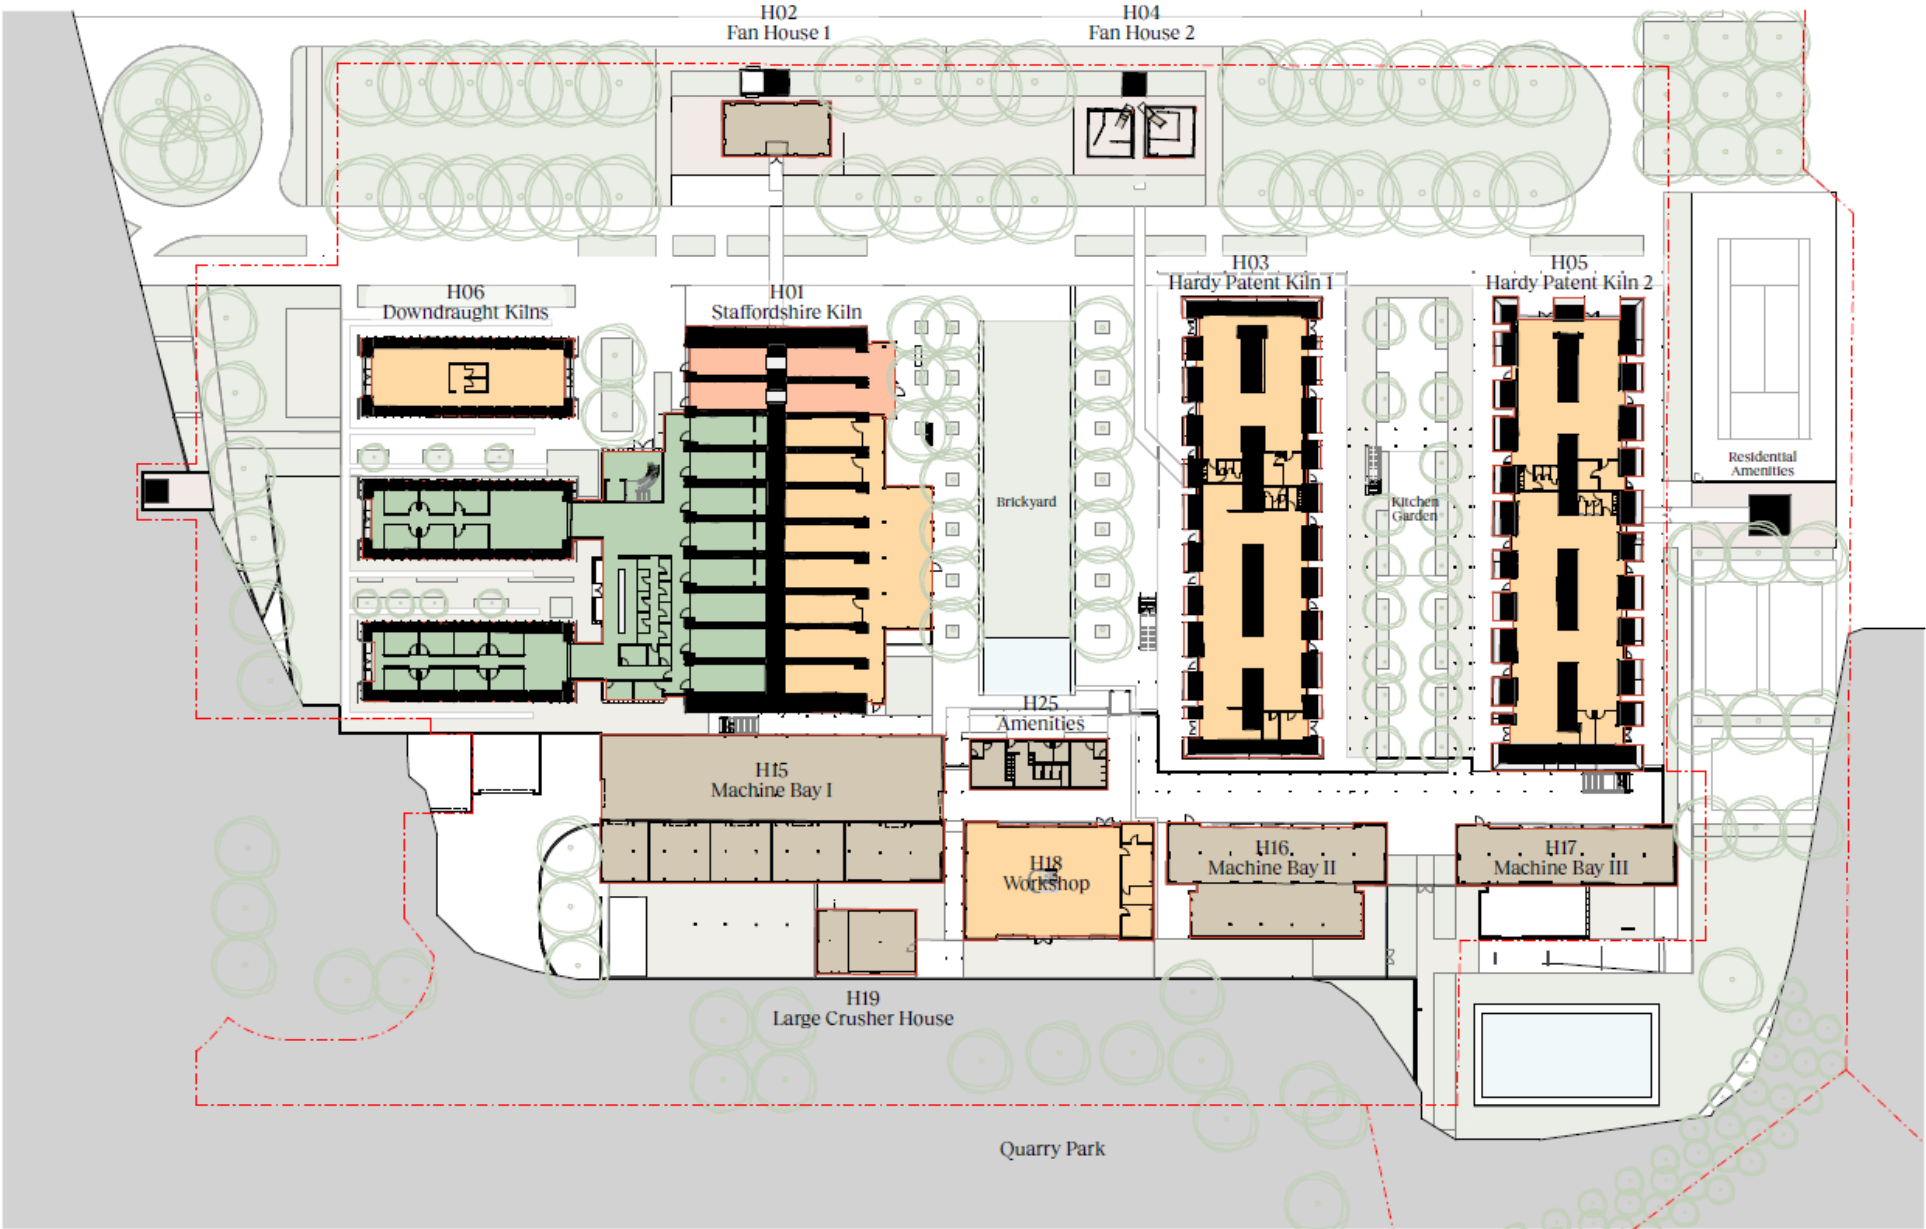 H02
Fan House 1
H04
Fan House 2
H06
Downdraught Kilns
H01
Staffordshire Kiln
H03
Hardy Patent Kiln 1
H05
Hardy Patent Kiln 2
Residential
Amenities
Brickyard
Kitchen
Garden
H25
Amenities
H15
Machine Bay I
H18
Workshop
H16
Machine Bay II
H17
Machine Bay III
H19
Large Crusher House
Quarry Park